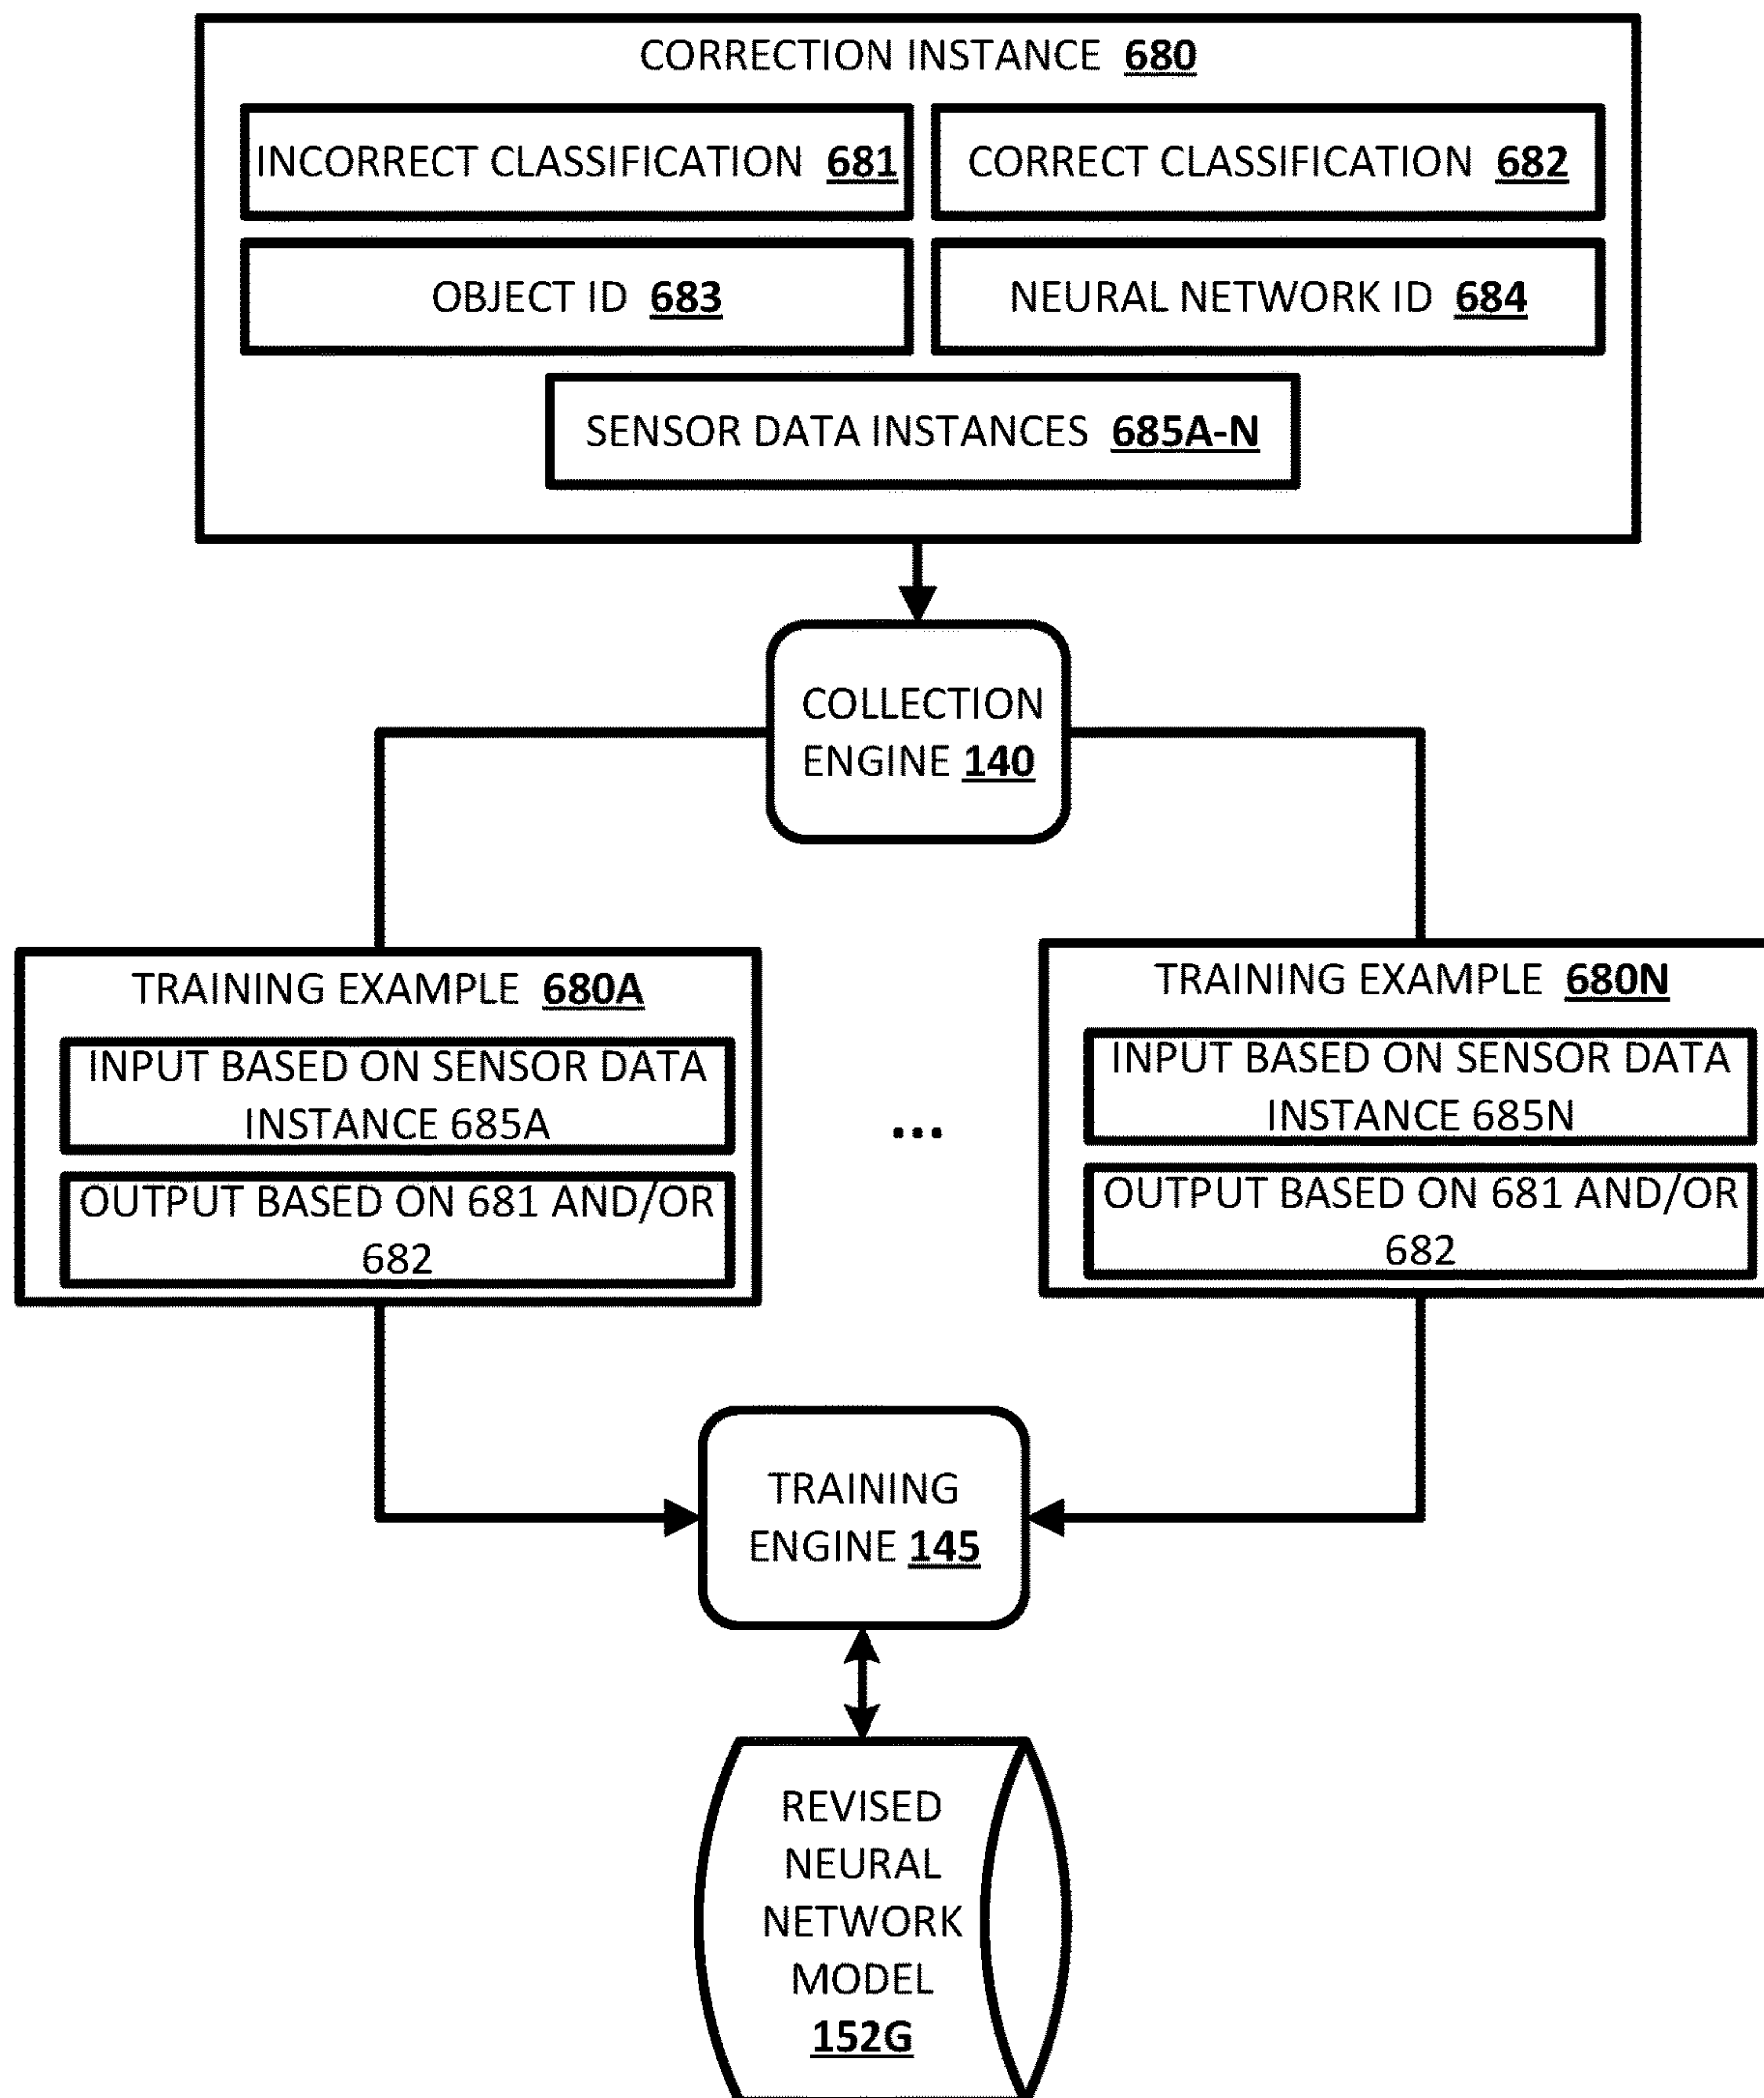 CORRECTION INSTANCE 680
INCORRECT CLASSIFICATION 681
CORRECT CLASSIFICATION 682
OBJECT ID 683
NEURAL NETWORK ID 684
SENSOR DATA INSTANCES 685A-N
COLLECTION
ENGINE 140
TRAINING EXAMPLE 680A
INPUT BASED ON SENSOR DATA
INSTANCE 685A
OUTPUT BASED ON 681 AND/OR
682
...
TRAINING EXAMPLE 680N
INPUT BASED ON SENSOR DATA
INSTANCE 685N
OUTPUT BASED ON 681 AND/OR
682
TRAINING
ENGINE 145
REVISED
NEURAL
NETWORK
MODEL
152G